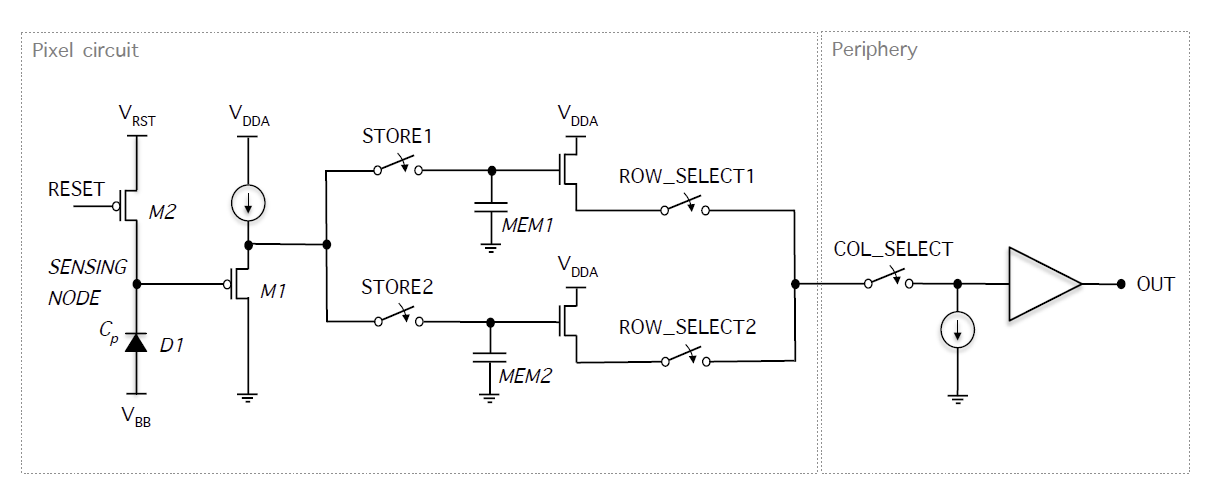 Pixel circuit
Periphery
VRST
VDDA
VDDA
STORE1
ROW_SELECT1
RESET
M2
MEM1
SENSING
NODE
M1
VDDA
COL_SELECT
STORE2
OUT
Cp
D1
ROW_SELECT2
MEM2
VBB